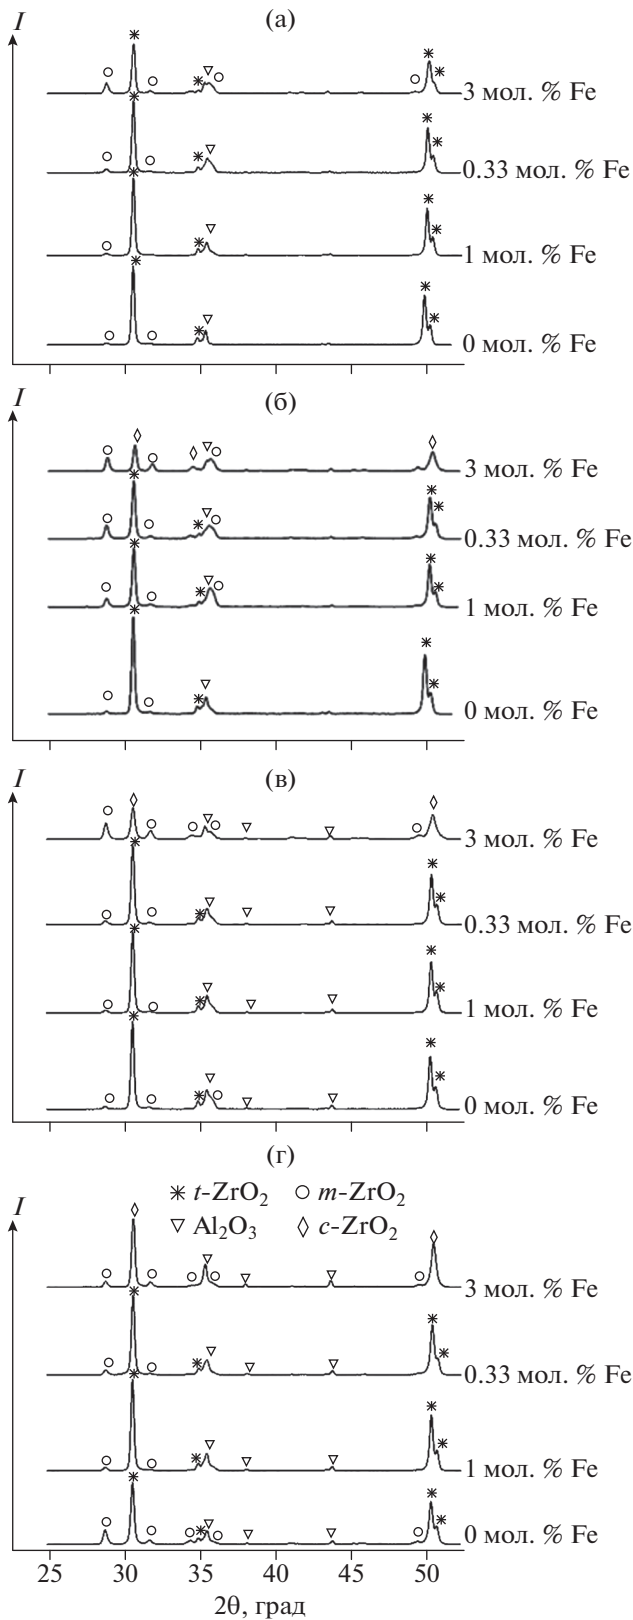 (а)
I
3 мол. % Fe
0.33 мол. % Fe
1 мол. % Fe
0 мол. % Fe
(б)
I
3 мол. % Fe
0.33 мол. % Fe
1 мол. % Fe
0 мол. % Fe
(в)
I
3 мол. % Fe
0.33 мол. % Fe
1 мол. % Fe
0 мол. % Fe
(г)
t-ZrO₂ m-ZrO₂
I
Al₂O₃ c-ZrO₂
3 мол. % Fe
0.33 мол. % Fe
1 мол. % Fe
0 мол. % Fe
25 30 35 40 45 50
2θ, град